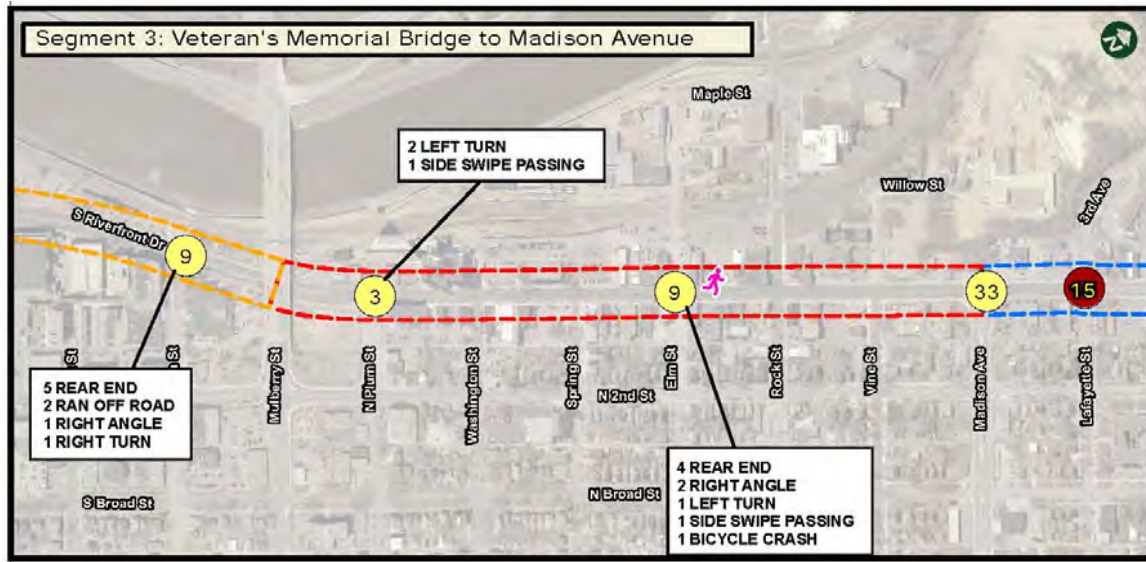 Segment 3: Veteran's Memorial Bridge to Madison Avenue
Maple St
2 LEFT TURN
1 SIDE SWIPE PASSING
Willow St
3rd Ave
S Riverfront Dr
9
3
9
33
15
Mulberry St
N Plum St
Washington St
Spring St
Elm St
Rock St
Vine St
Madison Ave
Lafayette St
N 2nd St
5 REAR END
2 RAN OFF ROAD
1 RIGHT ANGLE
1 RIGHT TURN
4 REAR END
2 RIGHT ANGLE
1 LEFT TURN
1 SIDE SWIPE PASSING
1 BICYCLE CRASH
S Broad St
N Broad St